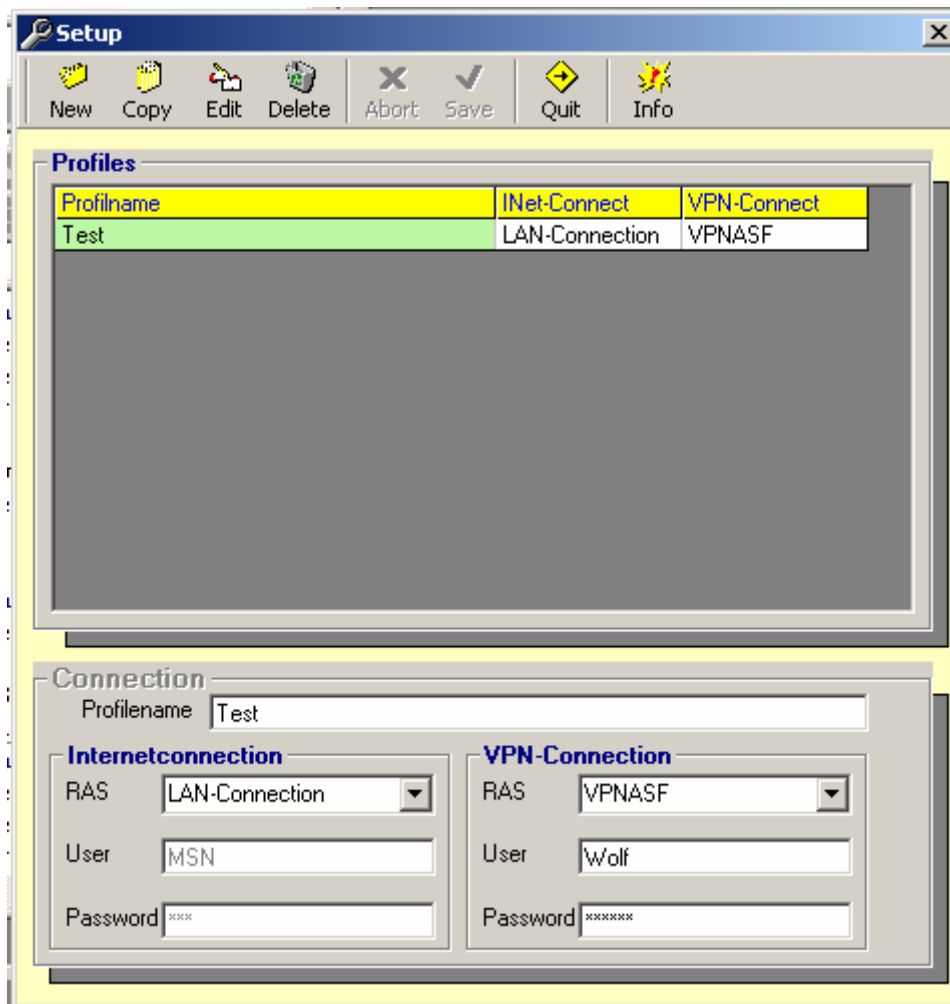 Setup
New Copy Edit Delete Abort Save Quit Info
Profiles
Profilname INet-Connect VPN-Connect
Test LAN-Connection VPNASF
Connection
Profilename Test
Internetconnection VPN-Connection
RAS LAN-Connection RAS VPNASF
User MSN User Wolf
Password *** Password ******